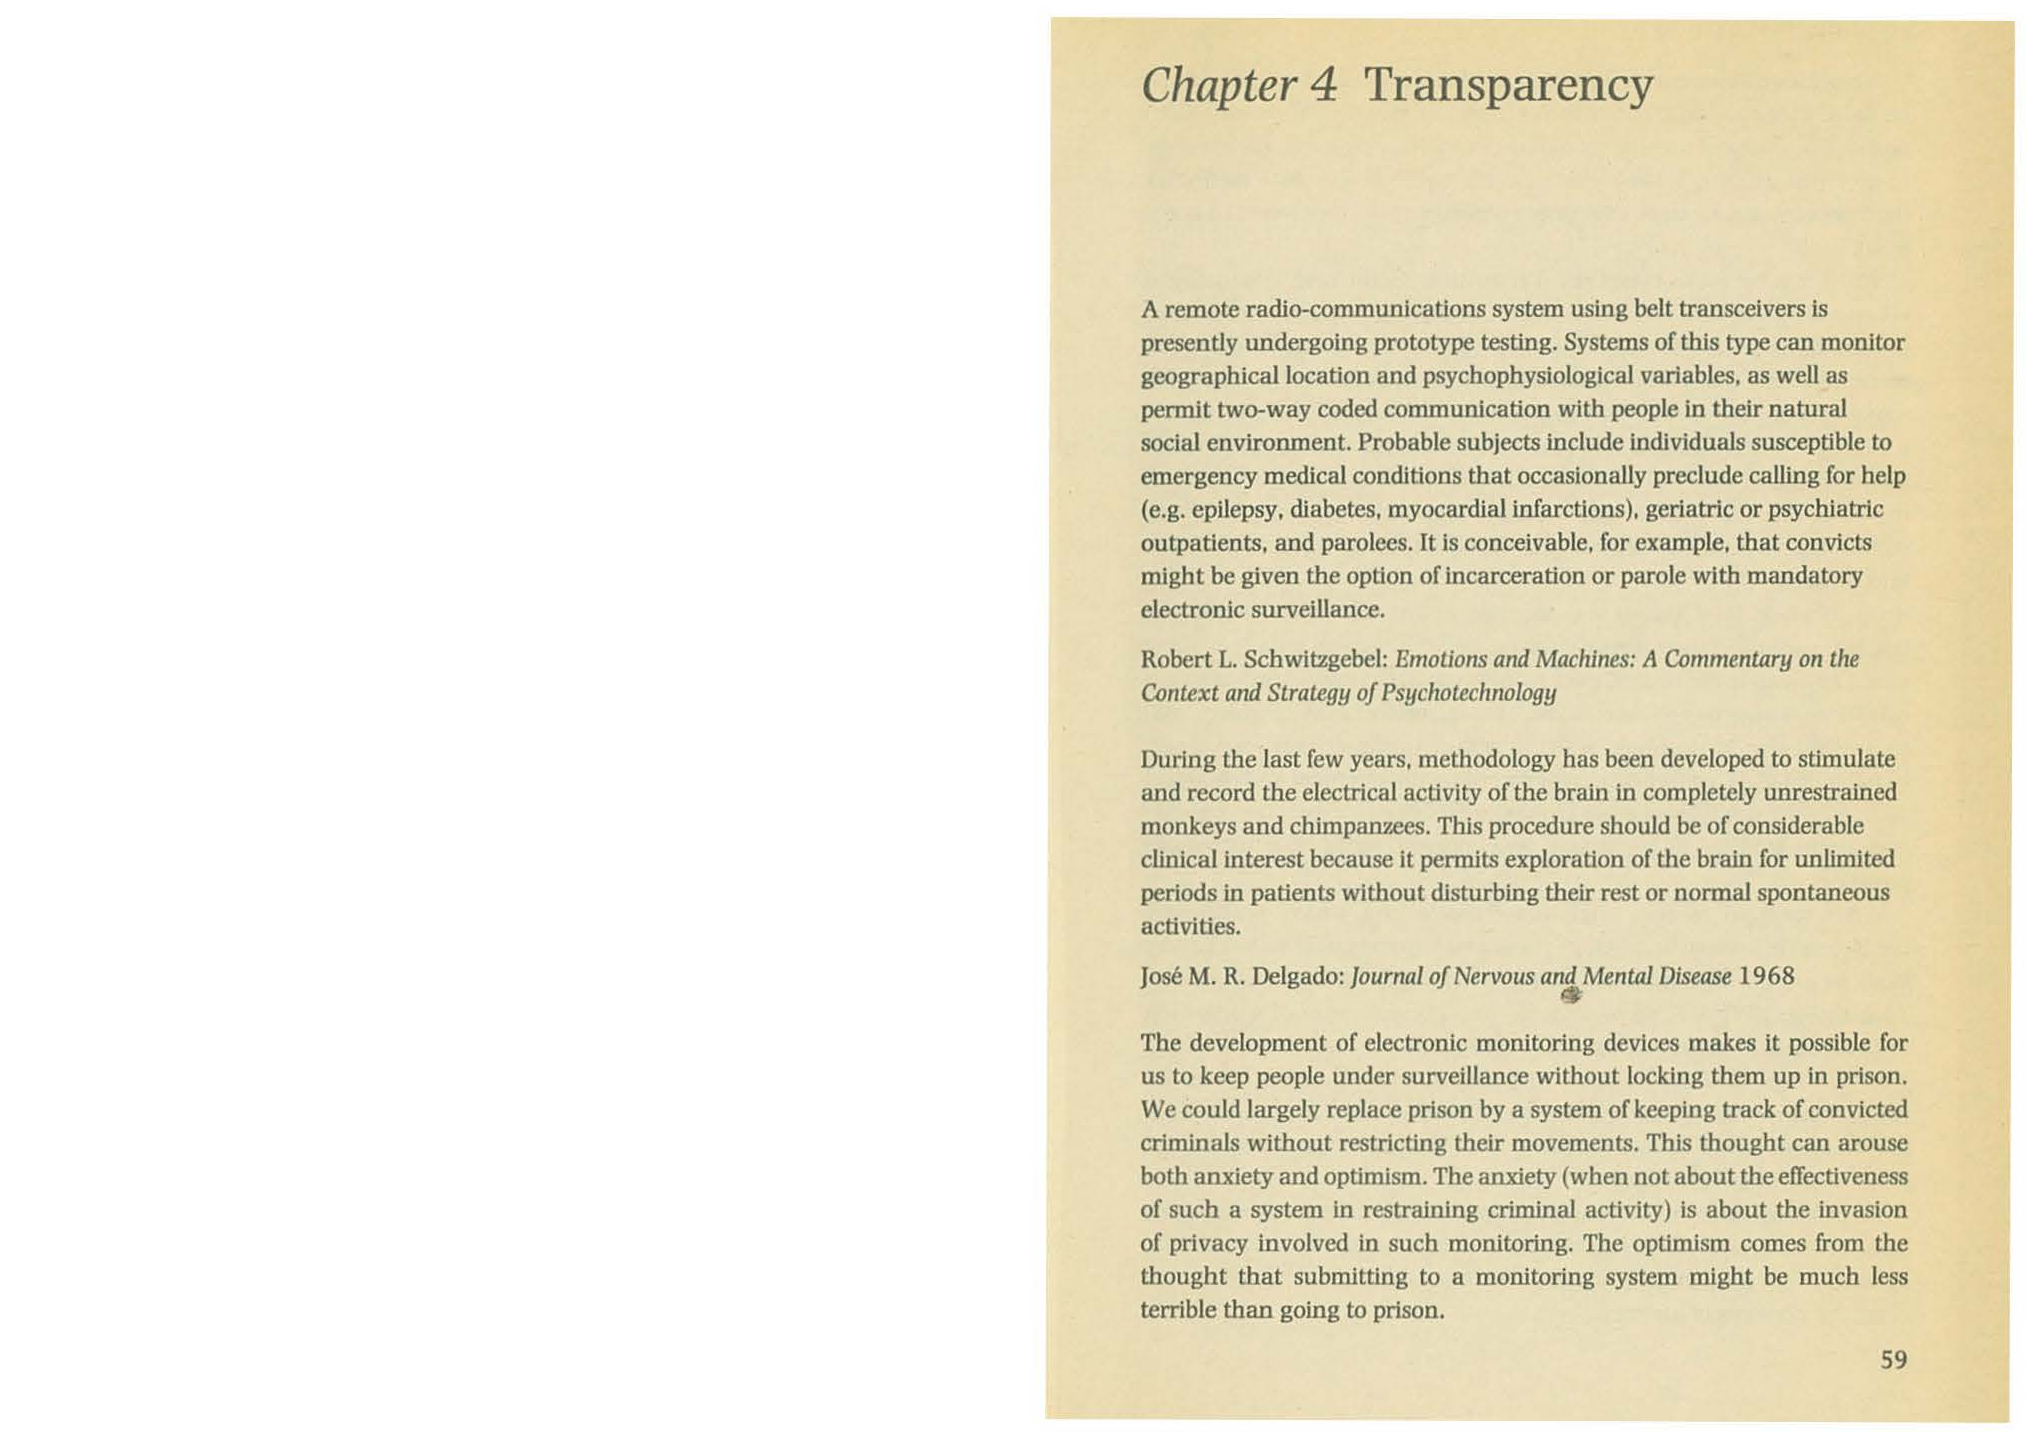 Chapter 4 Transparency
A remote radio-communications system using belt transceivers is
presently undergoing prototype testing. Systems of this type can monitor
geographical location and psychophysiological variables, as well as
permit two-way coded communication with people in their natural
social environment. Probable subjects include individuals susceptible to
emergency medical conditions that occasionally preclude calling for help
(e.g. epilepsy, diabetes, myocardial infarctions), geriatric or psychiatric
outpatients, and parolees. It is conceivable, for example, that convicts
might be given the option of incarceration or parole with mandatory
electronic surveillance.
Robert L. Schwitzgebel: Emotions and Machines: A Commentary on the
Context and Strategy of Psychotechnology
During the last few years, methodology has been developed to stimulate
and record the electrical activity of the brain in completely unrestrained
monkeys and chimpanzees. This procedure should be of considerable
clinical interest because it permits exploration of the brain for unlimited
periods in patients without disturbing their rest or normal spontaneous
activities.
José M. R. Delgado: Journal of Nervous and Mental Disease 1968
The development of electronic monitoring devices makes it possible for
us to keep people under surveillance without locking them up in prison.
We could largely replace prison by a system of keeping track of convicted
criminals without restricting their movements. This thought can arouse
both anxiety and optimism. The anxiety (when not about the effectiveness
of such a system in restraining criminal activity) is about the invasion
of privacy involved in such monitoring. The optimism comes from the
thought that submitting to a monitoring system might be much less
terrible than going to prison.
59